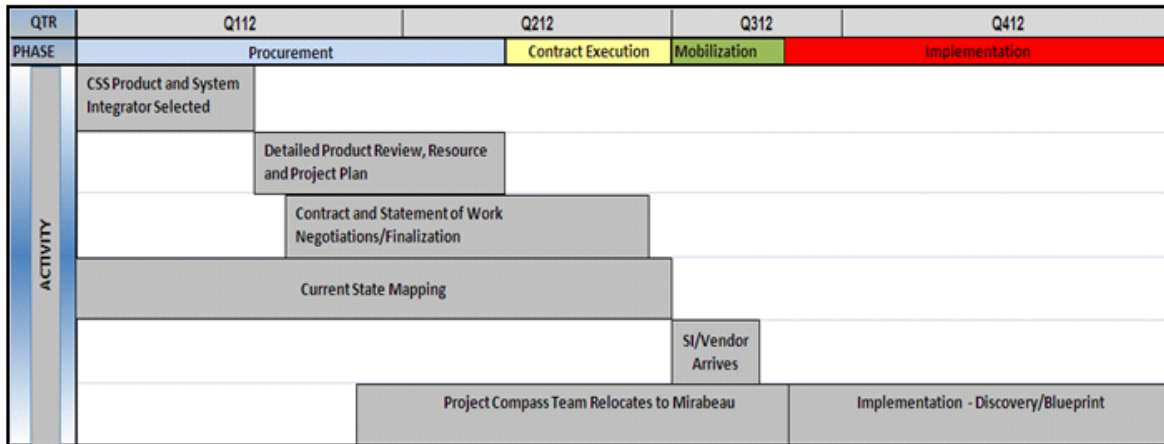 QTR Q112 Q212 Q312 Q412
PHASE Procurement Contract Execution Mobilization Implementation
ACTIVITY
CSS Product and System
Integrator Selected
Detailed Product Review, Resource
and Project Plan
Contract and Statement of Work
Negotiations/Finalization
Current State Mapping
SI/Vendor
Arrives
Project Compass Team Relocates to Mirabeau
Implementation - Discovery/Blueprint